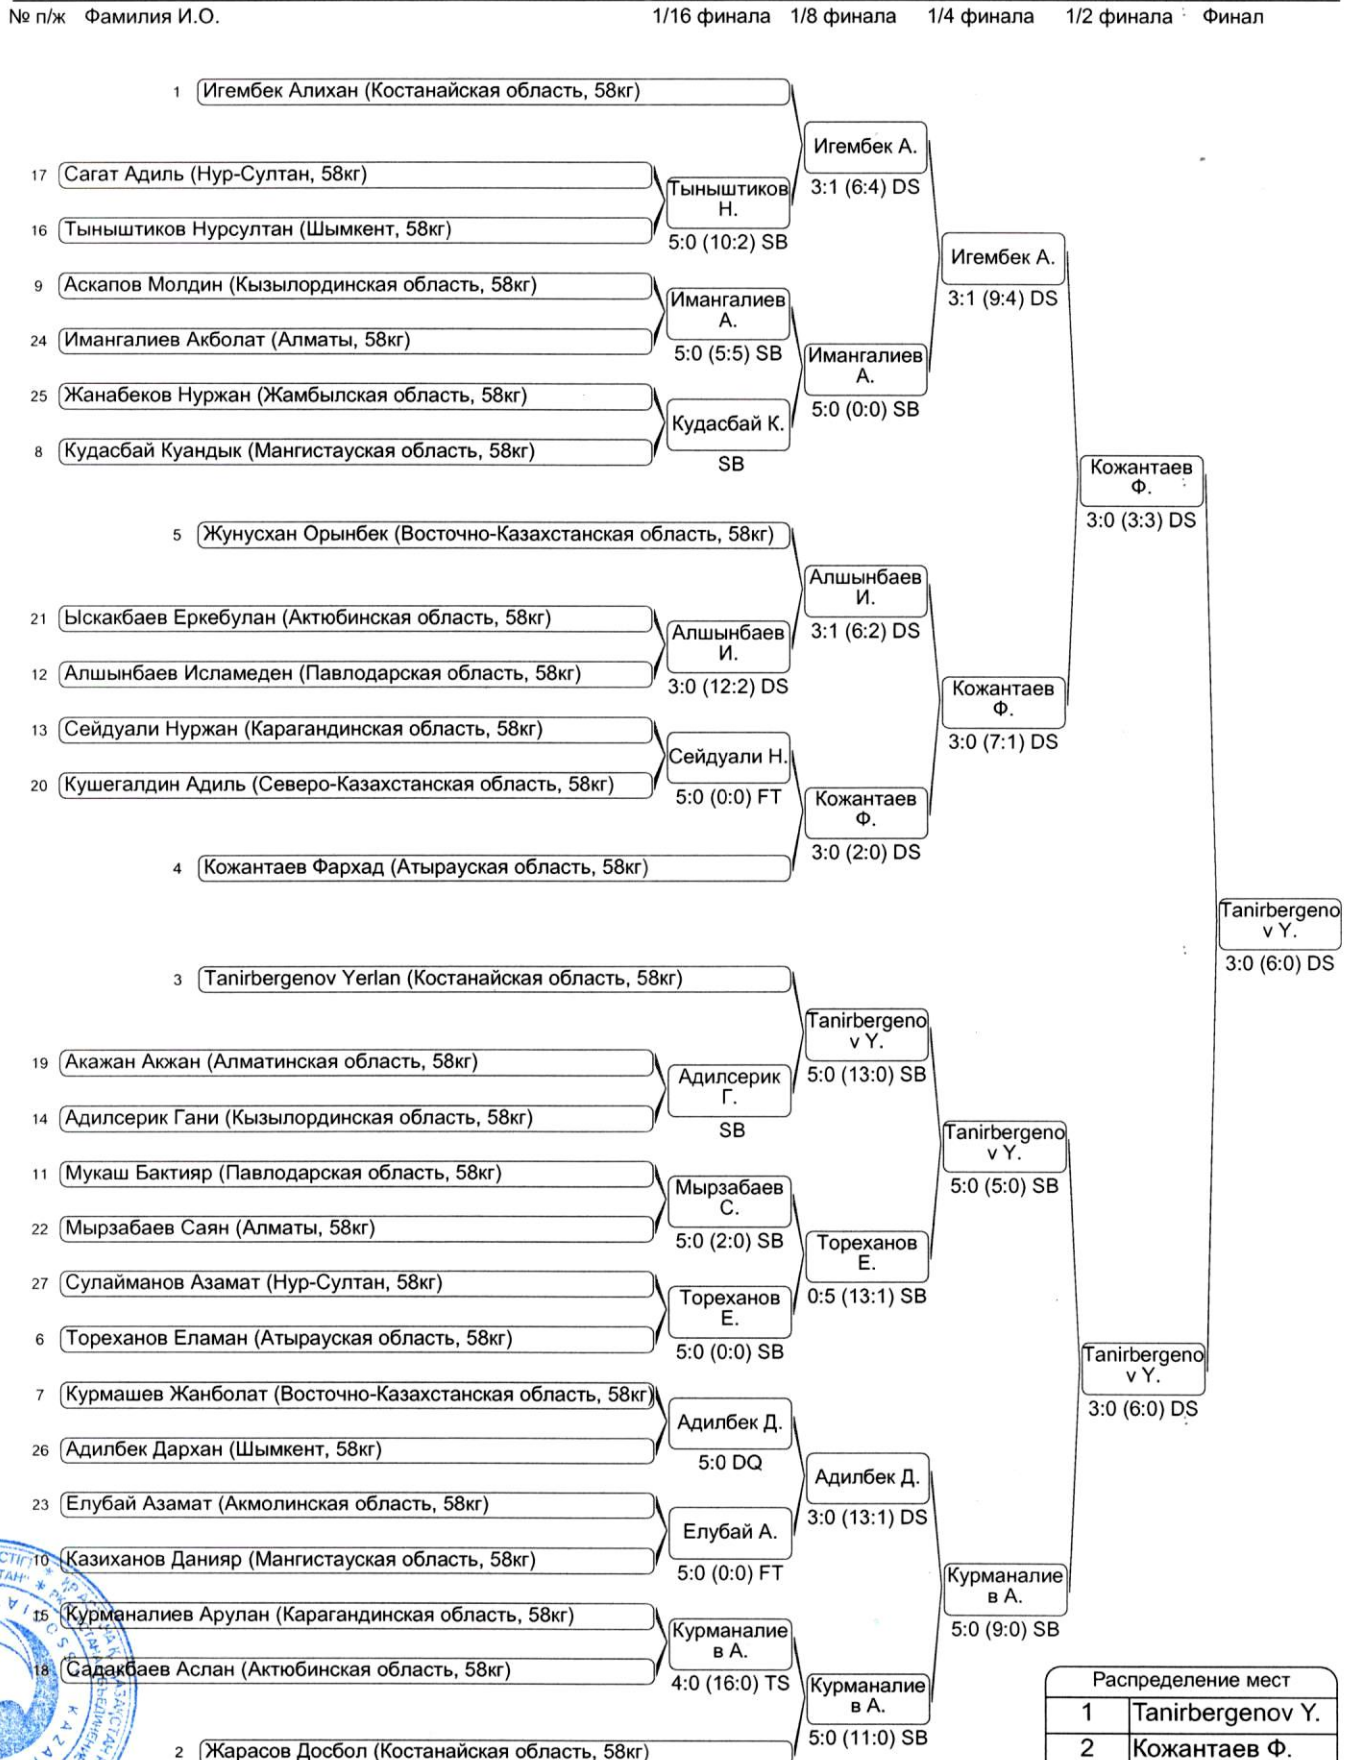 № п/ж Фамилия И.О. 1/16 финала 1/8 финала 1/4 финала 1/2 финала Финал
1 Игембек Алихан (Костанайская область, 58кг)
Игембек А.
3:1 (6:4) DS
17 Сагат Адиль (Нур-Султан, 58кг)
Тыныштиков
Н.
5:0 (10:2) SB
16 Тыныштиков Нурсултан (Шымкент, 58кг)
Игембек А.
3:1 (9:4) DS
9 Аскапов Молдин (Кызылординская область, 58кг)
Имангалиев
А.
5:0 (5:5) SB
24 Имангалиев Акболат (Алматы, 58кг)
Имангалиев
А.
5:0 (0:0) SB
25 Жанабеков Нуржан (Жамбылская область, 58кг)
Кудасбай К.
SB
8 Кудасбай Куандык (Мангистауская область, 58кг)
Кожантаев
Ф.
3:0 (3:3) DS
5 Жунусхан Орынбек (Восточно-Казахстанская область, 58кг)
Алшынбаев
И.
3:1 (6:2) DS
21 Ыскакбаев Еркебулан (Актюбинская область, 58кг)
Алшынбаев
И.
3:0 (12:2) DS
12 Алшынбаев Исламеден (Павлодарская область, 58кг)
Кожантаев
Ф.
3:0 (7:1) DS
13 Сейдуали Нуржан (Карагандинская область, 58кг)
Сейдуали Н.
5:0 (0:0) FT
20 Кушегалдин Адиль (Северо-Казахстанская область, 58кг)
Кожантаев
Ф.
3:0 (2:0) DS
4 Кожантаев Фархад (Атырауская область, 58кг)
Tanirbergeno
v Y.
3:0 (6:0) DS
3 Tanirbergenov Yerlan (Костанайская область, 58кг)
Tanirbergeno
v Y.
5:0 (13:0) SB
19 Акажан Акжан (Алматинская область, 58кг)
Адилсерик
Г.
SB
14 Адилсерик Гани (Кызылординская область, 58кг)
Tanirbergeno
v Y.
5:0 (5:0) SB
11 Мукаш Бактияр (Павлодарская область, 58кг)
Мырзабаев
С.
5:0 (2:0) SB
22 Мырзабаев Саян (Алматы, 58кг)
Тореханов
Е.
0:5 (13:1) SB
27 Сулайманов Азамат (Нур-Султан, 58кг)
Тореханов
Е.
5:0 (0:0) SB
6 Тореханов Еламан (Атырауская область, 58кг)
Tanirbergeno
v Y.
3:0 (6:0) DS
7 Курмашев Жанболат (Восточно-Казахстанская область, 58кг)
Адилбек Д.
5:0 DQ
26 Адилбек Дархан (Шымкент, 58кг)
Адилбек Д.
3:0 (13:1) DS
23 Елубай Азамат (Акмолинская область, 58кг)
Елубай А.
5:0 (0:0) FT
10 Казиханов Данияр (Мангистауская область, 58кг)
Курманалие
в А.
5:0 (9:0) SB
15 Курманалиев Арулан (Карагандинская область, 58кг)
Курманалие
в А.
4:0 (16:0) TS
18 Садакбаев Аслан (Актюбинская область, 58кг)
Курманалие
в А.
5:0 (11:0) SB
2 Жарасов Досбол (Костанайская область, 58кг)
Распределение мест
1 Tanirbergenov Y.
2 Кожантаев Ф.